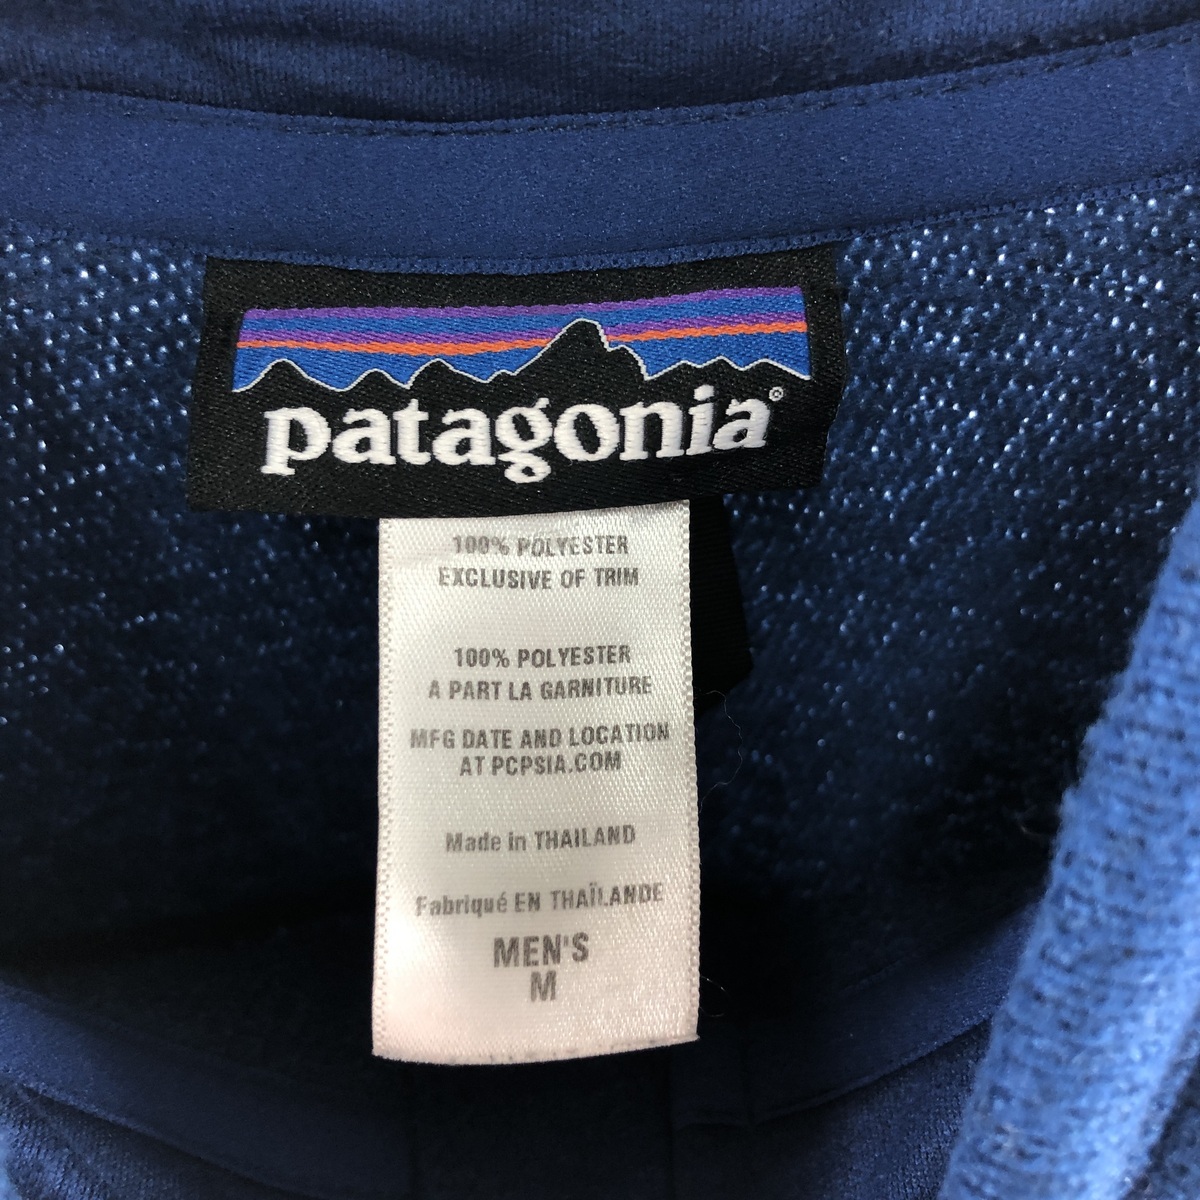 patagonia®
100% POLYESTER
EXCLUSIVE OF TRIM
100% POLYESTER
A PART LA GARNITURE
MFG DATE AND LOCATION
AT PCPSIA.COM
Made in THAILAND
Fabriqué EN THAÏLANDE
MEN'S
M